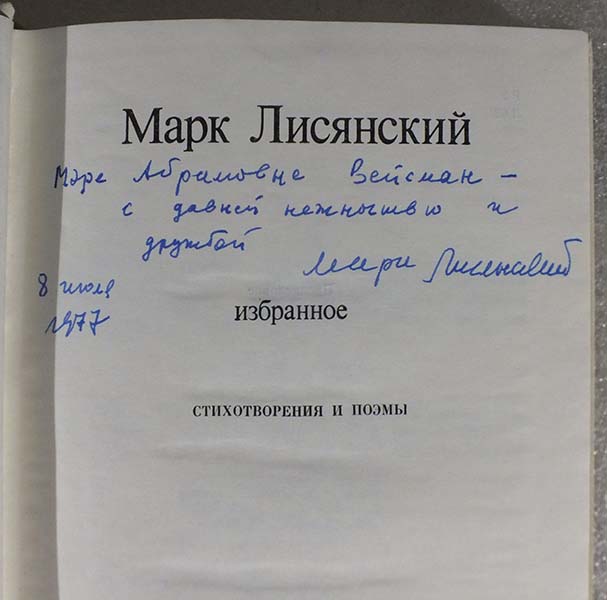 Марк Лисянский
Мэре Абрамовне Вейсман —
с давней нежностью и
дружбой
Марк Лисянский
8 июля
1977
избранное
СТИХОТВОРЕНИЯ И ПОЭМЫ